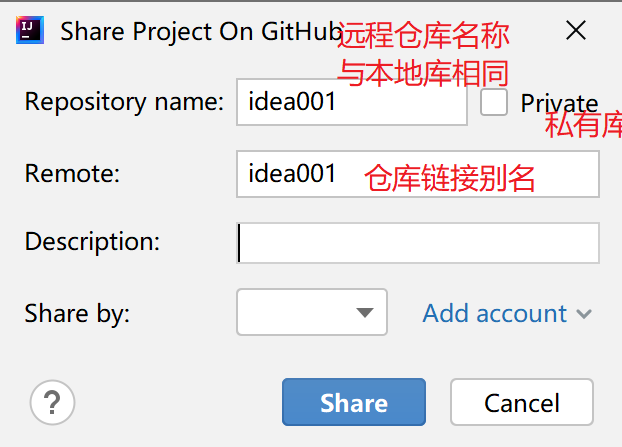 IJ
Share Project On GitHub
远程仓库名称
与本地库相同
Repository name:
idea001
Private
私有库
Remote:
idea001
仓库链接别名
Description:
Share by:
Add account
?
Share
Cancel